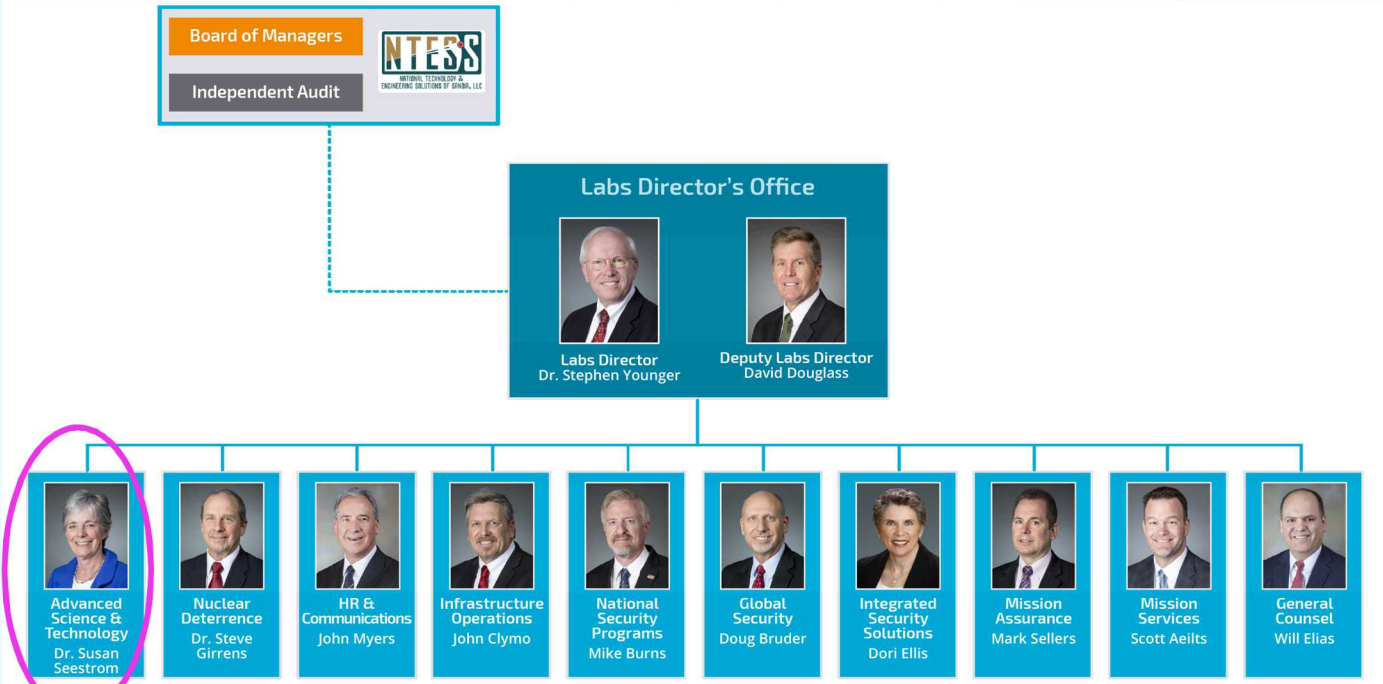 Board of Managers
Independent Audit
NTESS
NATIONAL TECHNOLOGY &
ENGINEERING SOLUTIONS OF SANDIA, LLC
Labs Director’s Office
Labs Director
Dr. Stephen Younger
Deputy Labs Director
David Douglass
Advanced
Science &
Technology
Dr. Susan
Seestrom
Nuclear
Deterrence
Dr. Steve
Girrens
HR &
Communications
John Myers
Infrastructure
Operations
John Clymo
National
Security
Programs
Mike Burns
Global
Security
Doug Bruder
Integrated
Security
Solutions
Dori Ellis
Mission
Assurance
Mark Sellers
Mission
Services
Scott Aeilts
General
Counsel
Will Elias